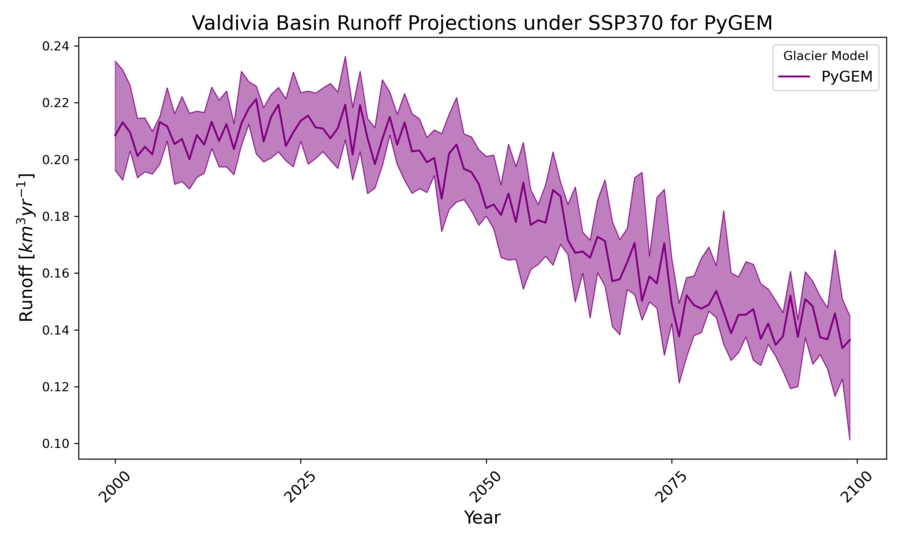 Valdivia Basin Runoff Projections under SSP370 for PyGEM
Glacier Model
PyGEM
0.24
0.22
0.20
0.18
0.16
0.14
0.12
0.10
Runoff [km³yr⁻¹]
2000
2025
2050
2075
2100
Year